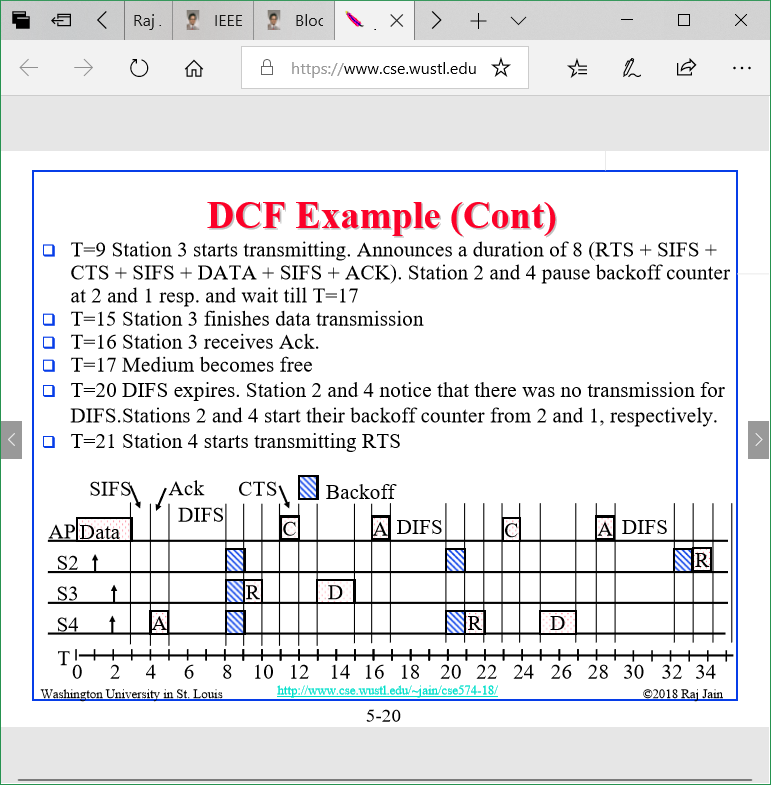 Raj .
IEEE
Bloc
.
https://www.cse.wustl.edu
DCF Example (Cont)
T=9 Station 3 starts transmitting. Announces a duration of 8 (RTS + SIFS +
CTS + SIFS + DATA + SIFS + ACK). Station 2 and 4 pause backoff counter
at 2 and 1 resp. and wait till T=17
T=15 Station 3 finishes data transmission
T=16 Station 3 receives Ack.
T=17 Medium becomes free
T=20 DIFS expires. Station 2 and 4 notice that there was no transmission for
DIFS.Stations 2 and 4 start their backoff counter from 2 and 1, respectively.
T=21 Station 4 starts transmitting RTS
SIFS Ack CTS Backoff
DIFS
AP Data C A DIFS C A DIFS
S2 R
S3 R D
S4 A R D
T
0 2 4 6 8 10 12 14 16 18 20 22 24 26 28 30 32 34
Washington University in St. Louis http://www.cse.wustl.edu/~jain/cse574-18/ ©2018 Raj Jain
5-20